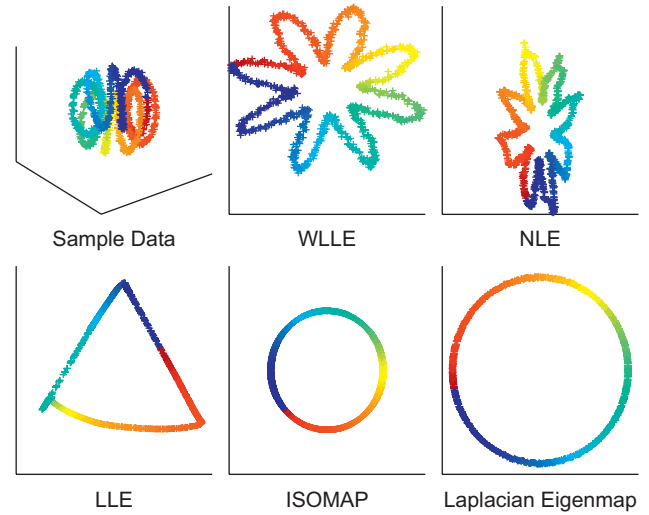 Sample Data
WLLE
NLE
LLE
ISOMAP
Laplacian Eigenmap